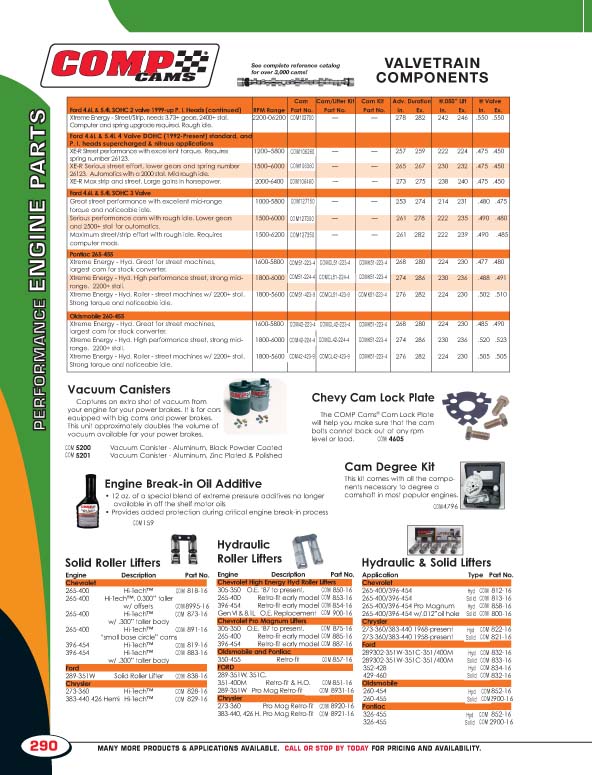 COMP
CAMS
See complete reference catalog
for over 3,000 cams!
VALVETRAIN
COMPONENTS
PERFORMANCE ENGINE PARTS
Cam Cam/Lifter Kit Cam Kit Adv. Duration @.050" Lift @ Valve
Ford 4.6L & 5.4L SOHC 2 valve 1999-up P. I. Heads (continued) RPM Range Part No. Part No. Part No. In. Ex. In. Ex. In. Ex.
Xtreme Energy - Street/Strip, needs 3.73+ gears, 2400+ stall. 2200-06200 COM102700 — — 278 282 242 246 .550 .550
Computer and spring upgrade required. Rough idle.
Ford 4.6L & 5.4L 4 Valve DOHC (1992-Present) standard, and
P. I. heads supercharged & nitrous applications
XE-R Street performance with excellent torques. Requires 1200–5800 COM106260 — — 257 259 222 224 .475 .450
spring number 26123.
XE-R Serious street effort, lower gears and spring number 1500–6000 COM106360 — — 265 267 230 232 .475 .450
26123. Automatics with a 2000 stall. Mid rough idle.
XE-R Max strip and street. Large gains in horsepower. 2000-6400 COM106460 — — 273 275 238 240 .475 .450
Ford 4.6L & 5.4L SOHC 3 Valve
Great street performance with excellent mid-range 1000-5800 COM127150 — — 253 274 214 231 .480 .475
torque and noticeable idle.
Serious performance cam with rough idle. Lower gears 1500-6000 — — 261 278 222 235 .490 .480
and 2500+ stall for automatics.
Maximum street/strip effort with rough idle. Requires 1500-6200 COM127350 — — 261 282 222 239 .490 .485
computer mods.
Pontiac 265-455
Xtreme Energy - Hyd. Great for street machines, 1600-5800 COM51-223-4 COMCL51-223-4 COMK51-223-4 268 280 224 230 .477 .480
largest cam for stock converter.
Xtreme Energy - Hyd. High performance street, strong mid- 1800-6000 COM51-224-4 COMCL51-224-4 COMK51-224-4 274 286 230 236 .488 .491
range. 2200+ stall.
Xtreme Energy - Hyd. Roller - street machines w/ 2200+ stall. 1800-5600 COM51-423-9 COMCL51-423-9 276 282 224 230 .502 .510
Strong torque and noticeable idle.
Oldsmobile 260-455
Xtreme Energy - Hyd. Great for street machines, 1600-5800 COM42-223-4 COMCL42-223-4 268 280 224 230 .485 .490
largest cam for stock converter.
Xtreme Energy - Hyd. High performance street, strong mid- 1800-6000 COM42-224-4 COMCL42-224-4 274 286 230 236 .520 .523
range. 2200+ stall.
Xtreme Energy - Hyd. Roller - street machines w/ 2200+ stall. 1800-5600 COM42-423-9 COMCL42-423-9 276 282 224 230 .505 .505
Strong torque and noticeable idle.
Vacuum Canisters
Captures an extra shot of vacuum from
your engine for your power brakes. It is for cars
equipped with big cams and power brakes.
This unit approximately doubles the volume of
vacuum available for your power brakes.
COM 5200 Vacuum Canister - Aluminum, Black Powder Coated
COM 5201 Vacuum Canister - Aluminum, Zinc Plated & Polished
Chevy Cam Lock Plate
The COMP Cams® Cam Lock Plate
will help you make sure that the cam
bolts cannot back out at any rpm
level or load. COM 4605
Cam Degree Kit
This kit comes with all the compo-
nents necessary to degree a
camshaft in most popular engines.
COM4796
Engine Break-in Oil Additive
• 12 oz. of a special blend of extreme pressure additives no longer
available in off the shelf motor oils
• Provides added protection during critical engine break-in process
COM159
Solid Roller Lifters
Engine Description Part No.
Chevrolet
265-400 Hi-Tech™ COM 818-16
265-400 Hi-Tech™, 0.300" taller
w/ offsets COM 8995-16
265-400 Hi-Tech™ COM 873-16
w/ .300" taller body
265-400 Hi-Tech™ COM 891-16
"small base circle" cams
396-454 Hi-Tech™ COM 819-16
396-454 Hi-Tech™ COM 883-16
w/ .300" taller body
Ford
289-351W Solid Roller Lifter COM 838-16
Chrysler
273-360 Hi-Tech™ COM 828-16
383-440 426 Hemi Hi-Tech™ COM 829-16
Hydraulic
Roller Lifters
Engine Description Part No.
Chevrolet High Energy Hyd Roller Lifters
305-350 O.E. '87 to present. COM 850-16
265-400 Retro-fit early model COM 853-16
396-454 Retro-fit early model COM 854-16
Gen VI & 8.1L O.E. Replacement COM 900-16
Chevrolet Pro Magnum Lifters
305-350 O.E. '87 to present. COM 875-16
265-400 Retro-fit early model COM 885-16
396-454 Retro-fit early model COM 887-16
Oldsmobile and Pontiac
350-455 Retro-fit COM 857-16
FORD
289-351W, 351C,
351-400M Retro-fit & H.O. COM 851-16
289-351W Pro Mag Retro-fit COM 8931-16
Chrysler
273-360 Pro Mag Retro-fit COM 8920-16
383-440, 426 H. Pro Mag Retro-fit COM 8921-16
Hydraulic & Solid Lifters
Application Type Part No.
Chevrolet
265-400/396-454 Hyd COM 812-16
265-400/396-454 Solid COM 813-16
265-400/396-454 Pro Magnum Hyd COM 858-16
265-400/396-454 w/.012" oil hole Solid COM 800-16
Chrysler
273-360/383-440 1968-present Hyd COM 822-16
273-360/383-440 1958-present Solid COM 821-16
Ford
289302-351W-351C-351/400M Hyd COM 832-16
289302-351W-351C-351/400M Solid COM 833-16
352-428 Hyd COM 834-16
429-460 Solid COM 832-16
Oldsmobile
260-454 Hyd COM 852-16
260-455 Solid COM 2900-16
Pontiac
326-455 Hyd COM 852-16
326-455 Solid COM 2900-16
290 MANY MORE PRODUCTS & APPLICATIONS AVAILABLE. CALL OR STOP BY TODAY FOR PRICING AND AVAILABILITY.